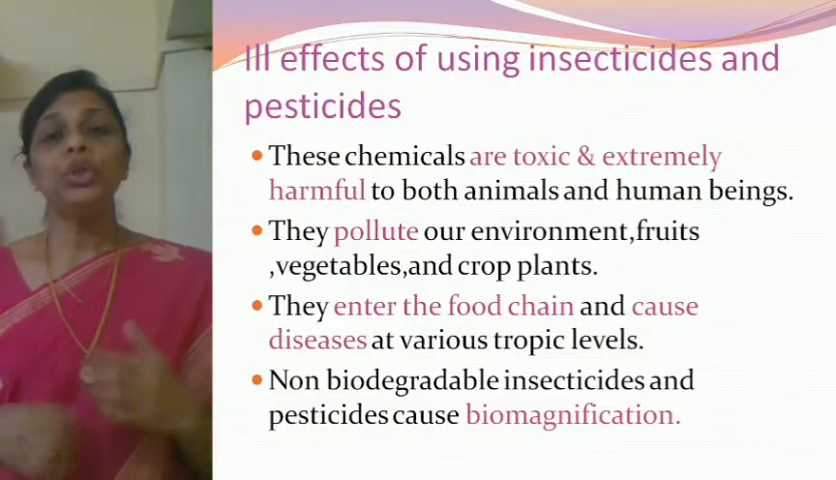 Ill effects of using insecticides and
pesticides
• These chemicals are toxic & extremely
harmful to both animals and human beings.
• They pollute our environment,fruits
,vegetables,and crop plants.
• They enter the food chain and cause
diseases at various tropic levels.
• Non biodegradable insecticides and
pesticides cause biomagnification.